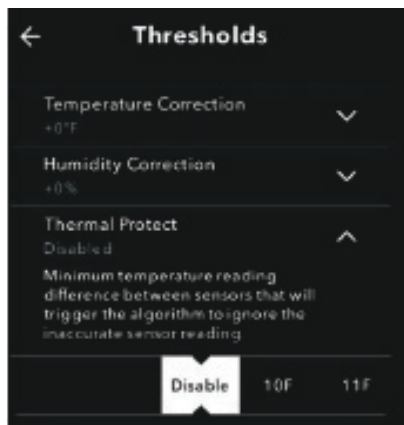 Thresholds
Temperature Correction
+0°F
Humidity Correction
+0%
Thermal Protect
Disabled
Minimum temperature reading
difference between sensors that will
trigger the algorithm to ignore the
inaccurate sensor reading
Disable 10F 11F